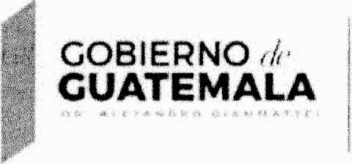 GOBIERNO de
GUATEMALA
DR. ALEJANDRO GIAMMATTEI